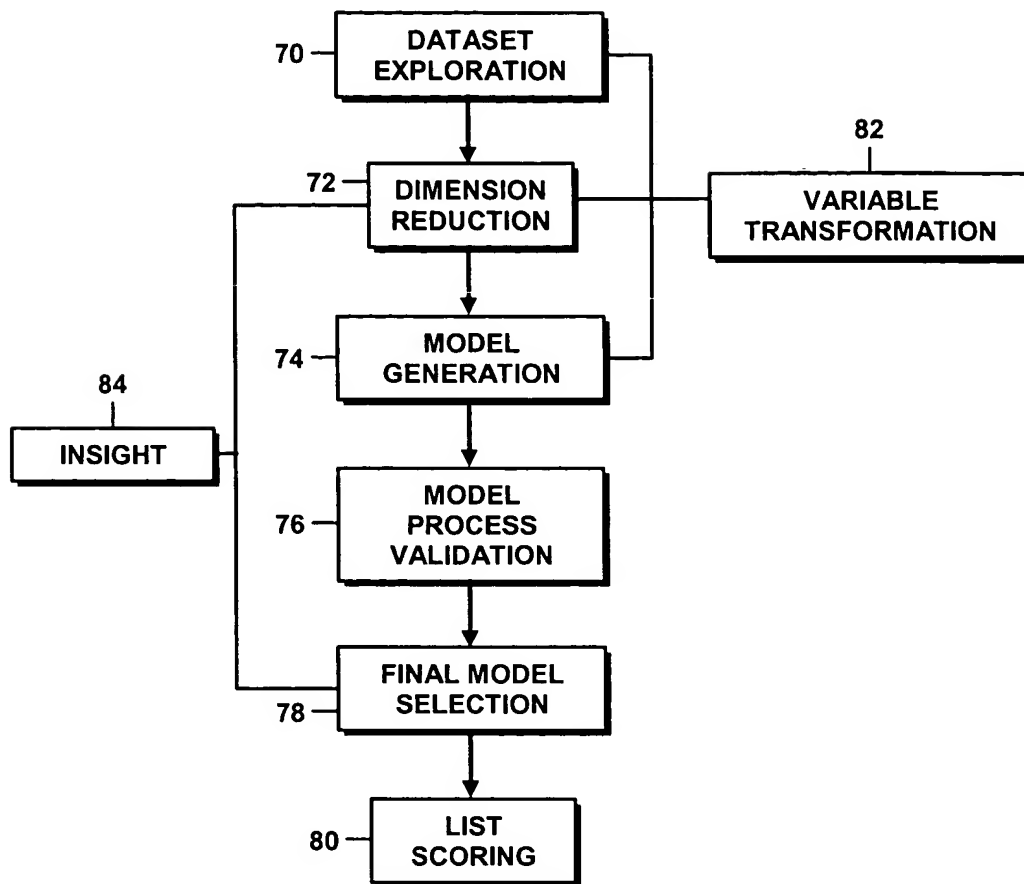 70
DATASET
EXPLORATION
82
VARIABLE
TRANSFORMATION
72
DIMENSION
REDUCTION
74
MODEL
GENERATION
84
INSIGHT
76
MODEL
PROCESS
VALIDATION
FINAL MODEL
SELECTION
78
80
LIST
SCORING